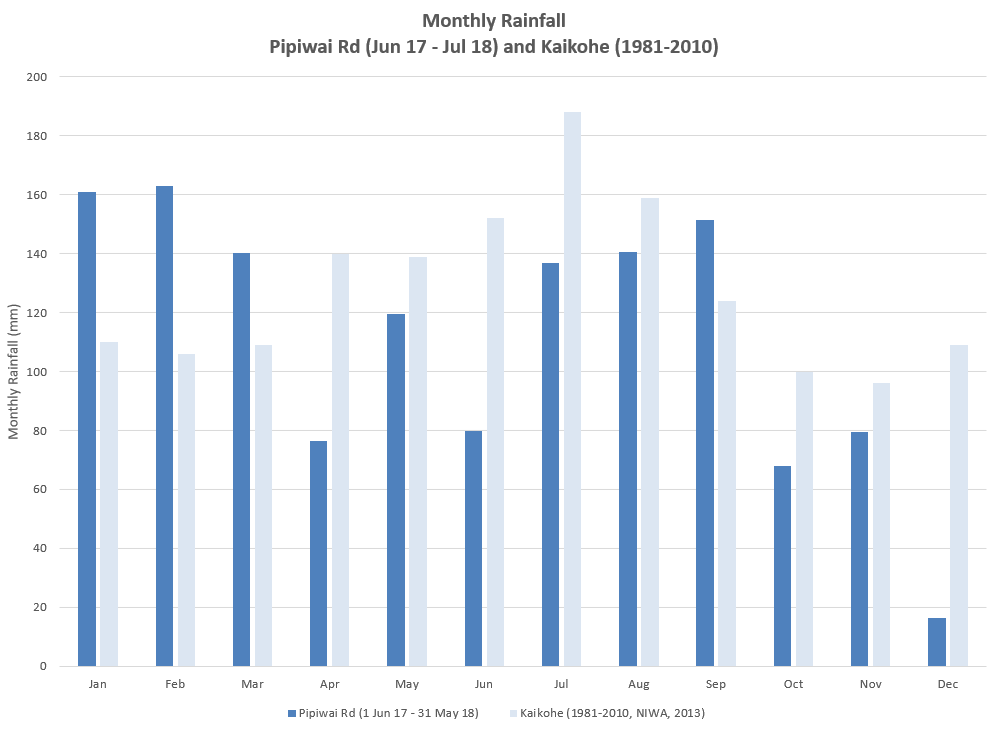 Monthly Rainfall
Pipiwai Rd (Jun 17 - Jul 18) and Kaikohe (1981-2010)
200
180
160
140
120
100
80
60
40
20
0
Monthly Rainfall (mm)
Jan Feb Mar Apr May Jun Jul Aug Sep Oct Nov Dec
Pipiwai Rd (1 Jun 17 - 31 May 18) Kaikohe (1981-2010, NIWA, 2013)